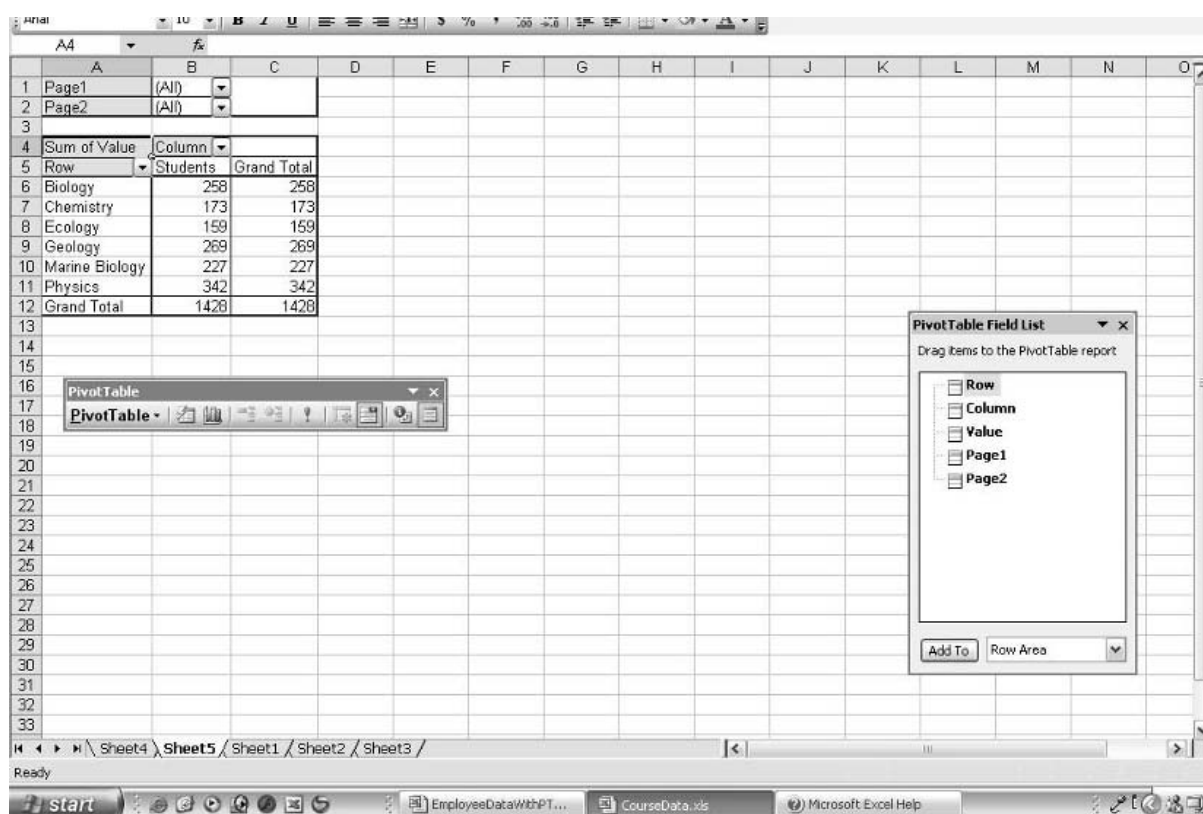 Arial 10 B I U $ % , .00 .0
A4 fx
A B C D E F G H I J K L M N O
1 Page1 (All)
2 Page2 (All)
3
4 Sum of Value Column
5 Row Students Grand Total
6 Biology 258 258
7 Chemistry 173 173
8 Ecology 159 159
9 Geology 269 269
10 Marine Biology 227 227
11 Physics 342 342
12 Grand Total 1428 1428
13
14
15
16
17
18
19
20
21
22
23
24
25
26
27
28
29
30
31
32
33
PivotTable
PivotTable
PivotTable Field List
Drag items to the PivotTable report
Row
Column
Value
Page1
Page2
Add To Row Area
Sheet4 Sheet5 Sheet1 Sheet2 Sheet3
Ready
start EmployeeDataWithPT... CourseData.xls Microsoft Excel Help